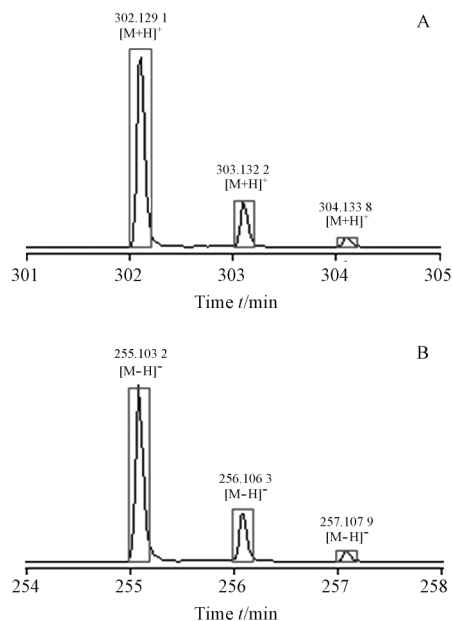 302.129 1
[M+H]⁺
A
303.132 2
[M+H]⁺
304.133 8
[M+H]⁺
301 302 303 304 305
Time t/min
255.103 2
[M−H]⁻
B
256.106 3
[M−H]⁻
257.107 9
[M−H]⁻
254 255 256 257 258
Time t/min